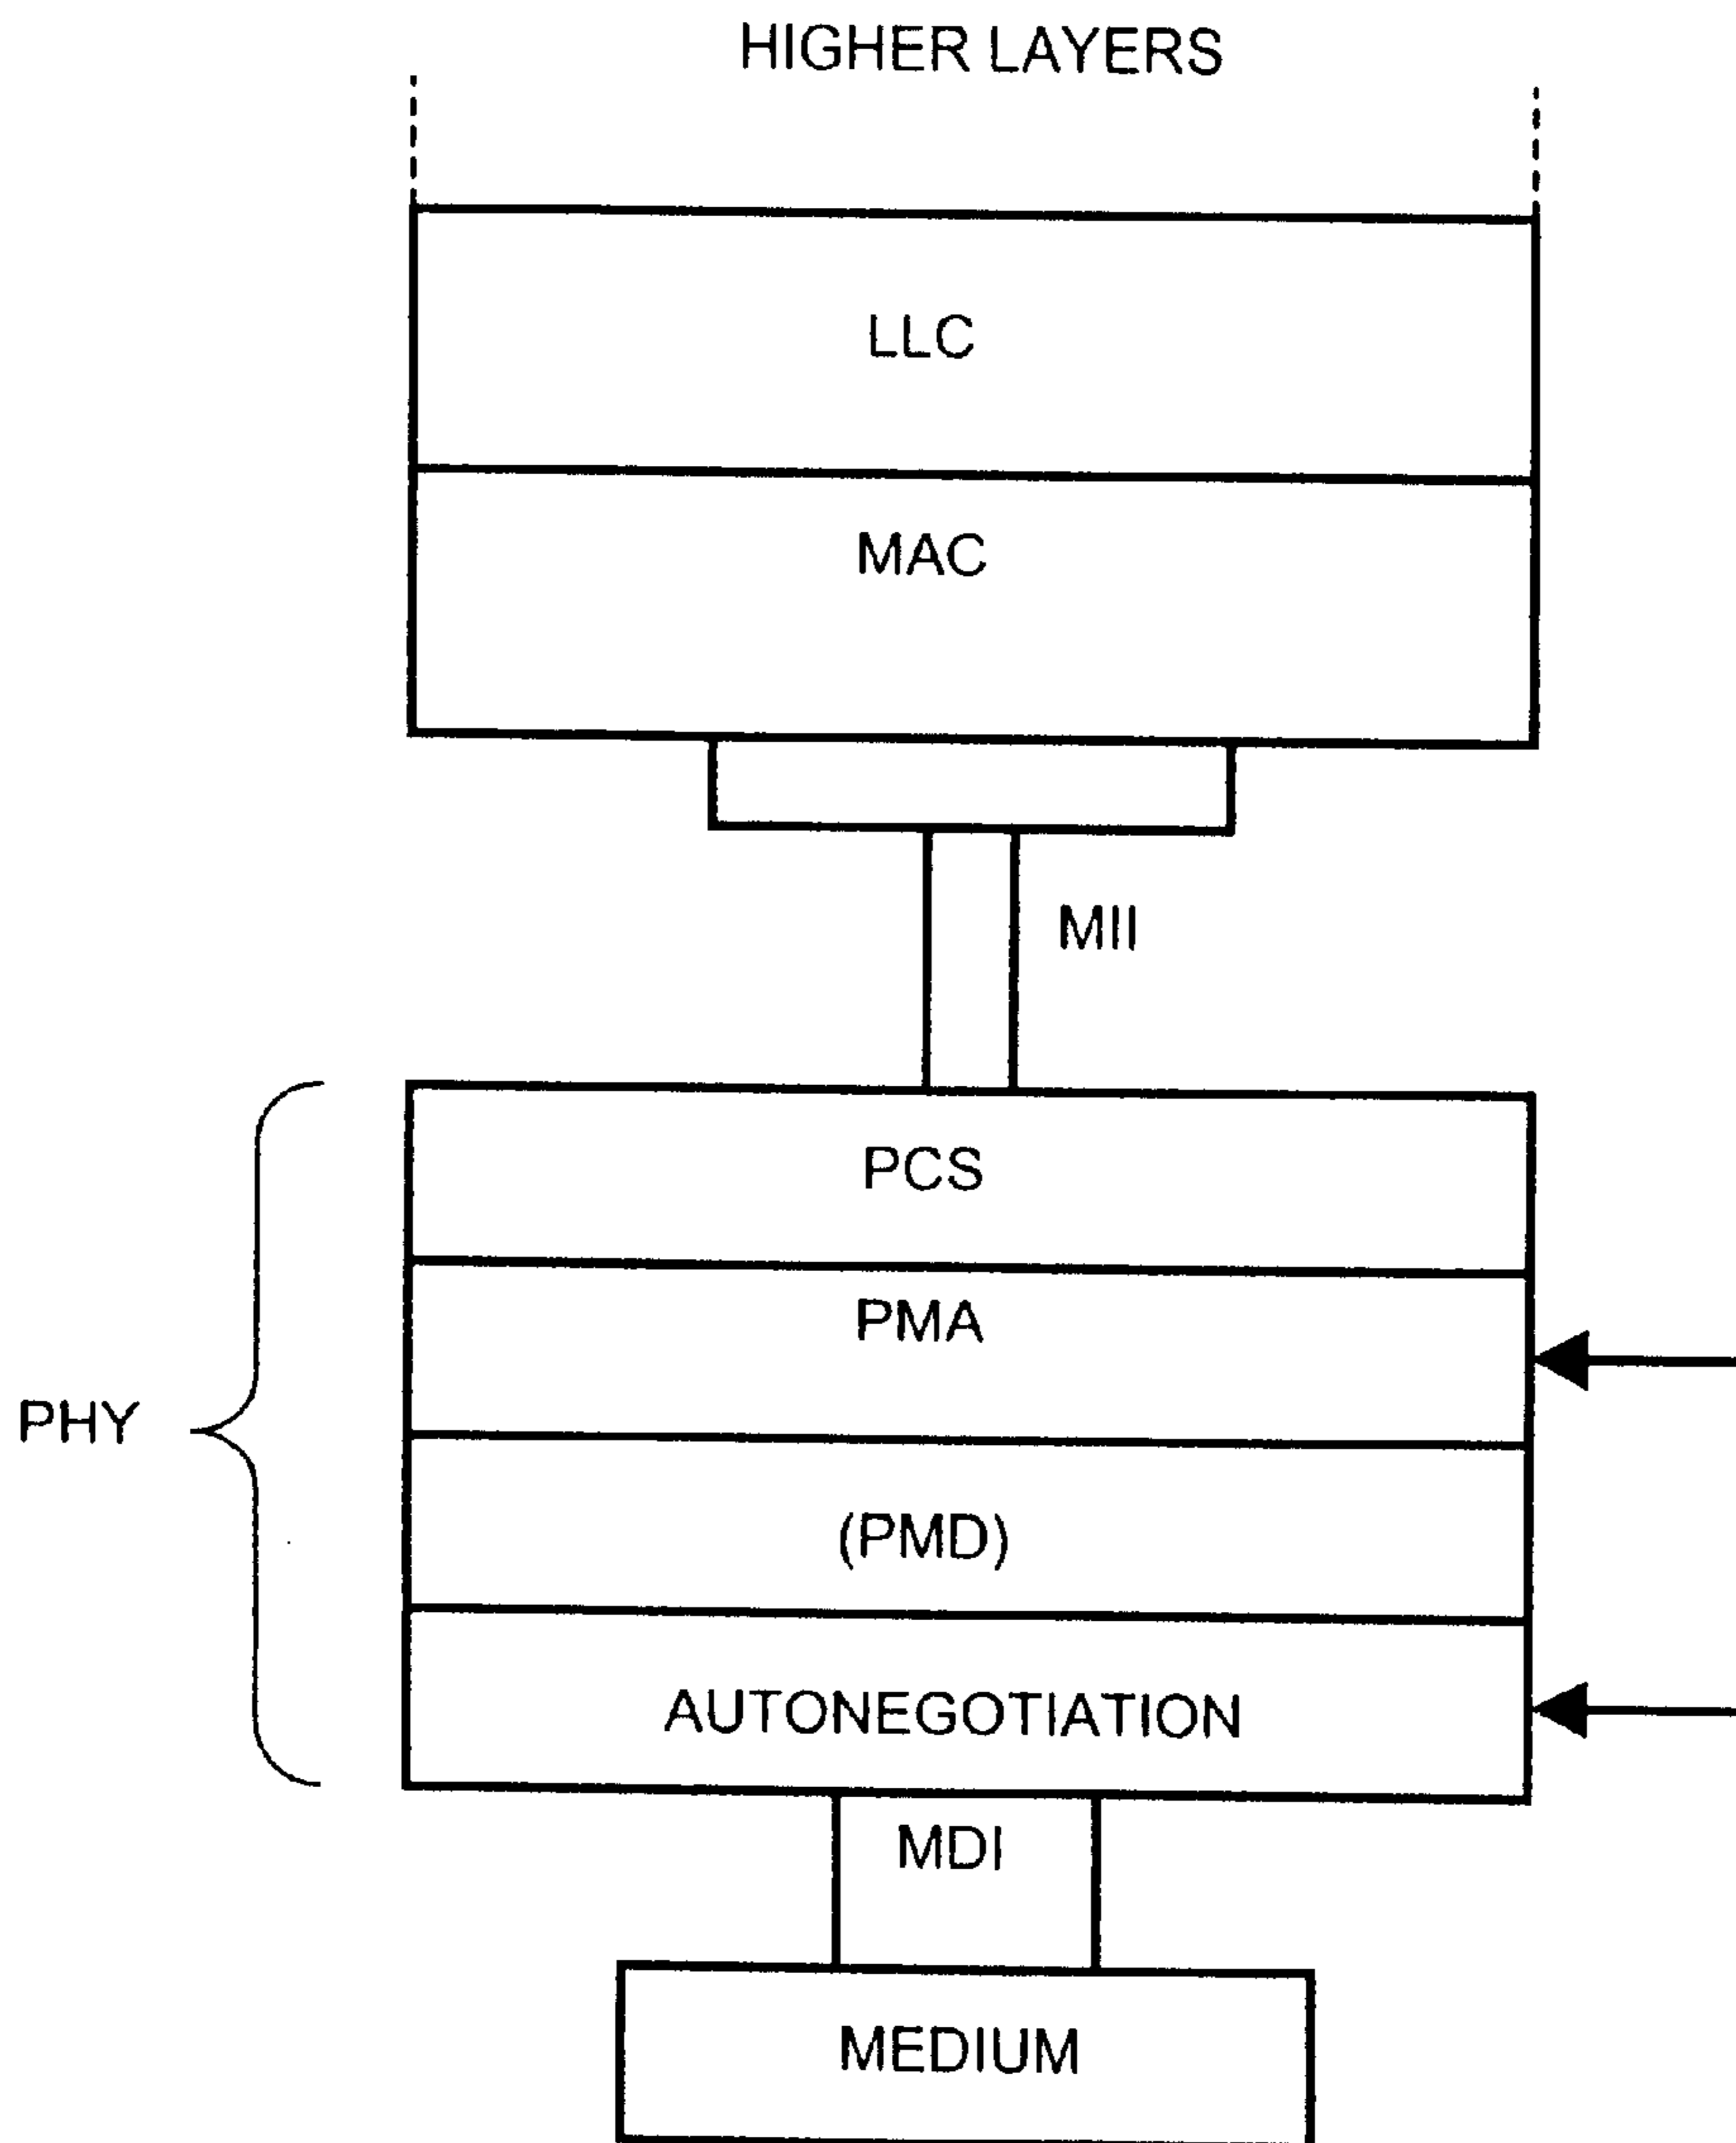 HIGHER LAYERS
LLC
MAC
MII
PCS
PMA
PHY
(PMD)
AUTONEGOTIATION
MDI
MEDIUM